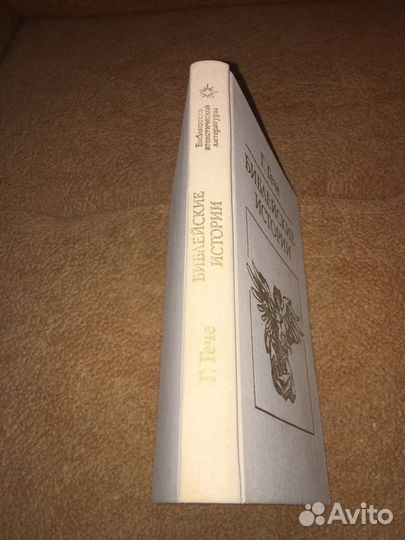 Библиотека
атеистической
литературы
БИБЛЕЙСКИЕ
ИСТОРИИ
Г. Гече
Г. Гече
БИБЛЕЙСКИЕ
ИСТОРИИ
Avito